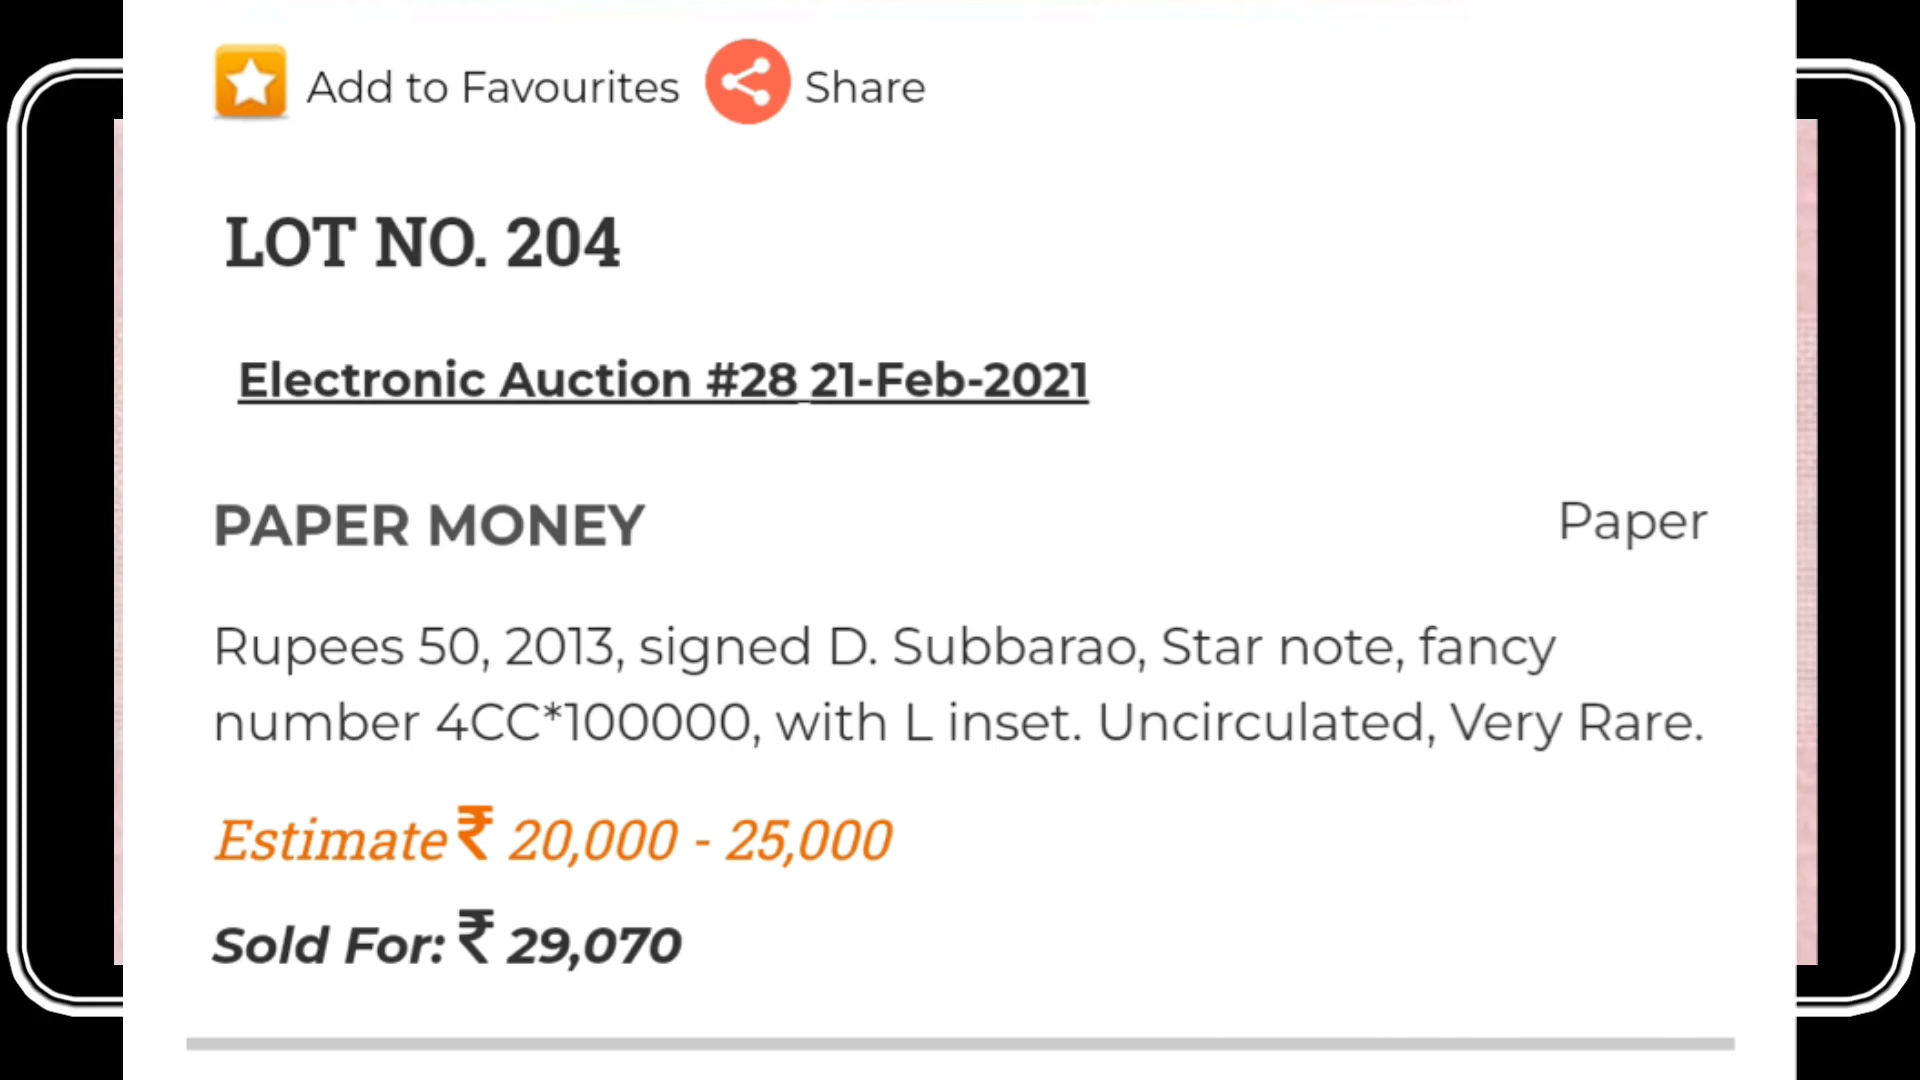 Add to Favourites Share
LOT NO. 204
Electronic Auction #28 21-Feb-2021
PAPER MONEY Paper
Rupees 50, 2013, signed D. Subbarao, Star note, fancy
number 4CC*100000, with L inset. Uncirculated, Very Rare.
Estimate ₹ 20,000 - 25,000
Sold For: ₹ 29,070